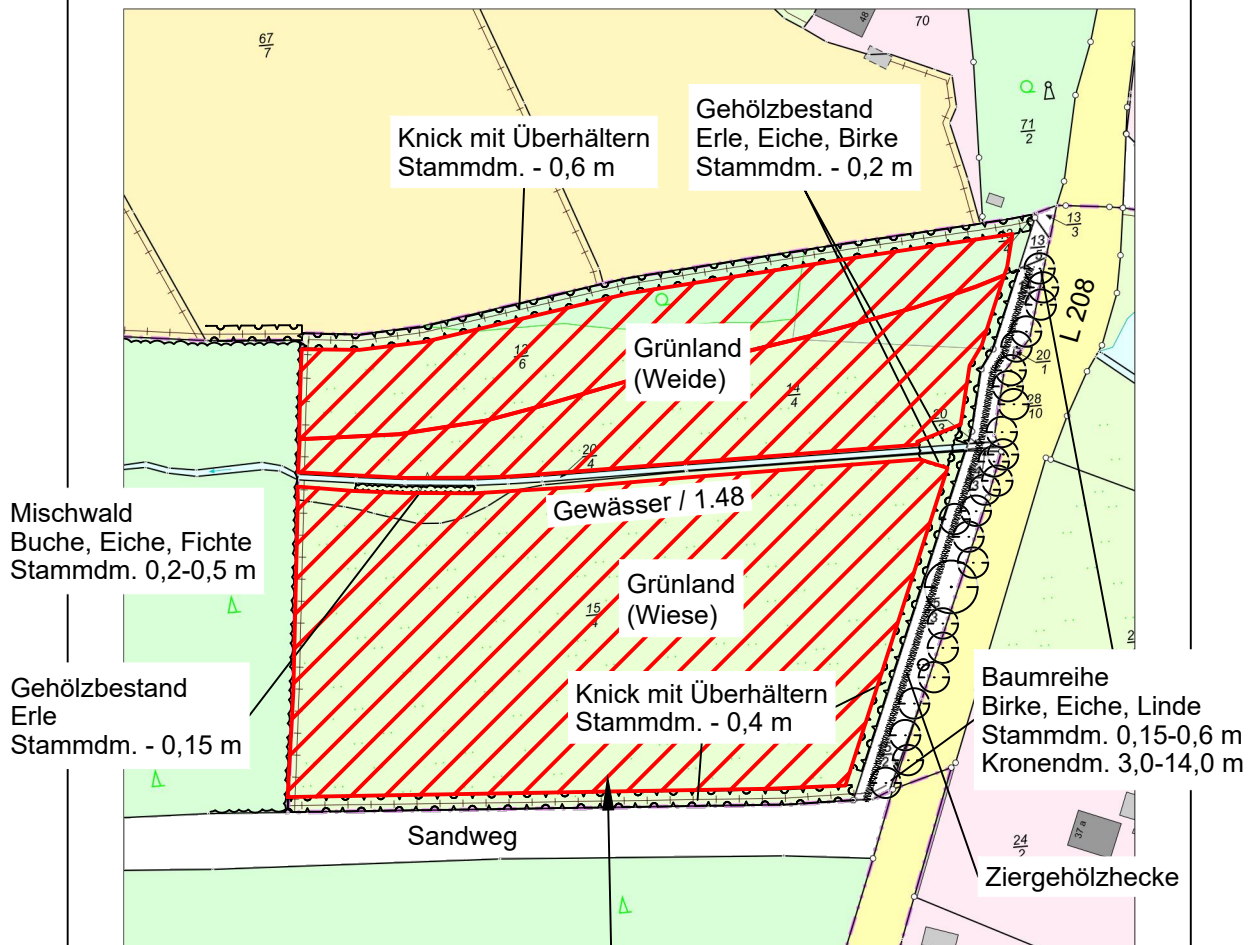 67
7
48
70
71
2
Gehölzbestand
Erle, Eiche, Birke
Stammdm. - 0,2 m
Knick mit Überhältern
Stammdm. - 0,6 m
13
3
13
L 208
12
6
Grünland
(Weide)
14
4
20
1
28
10
20
3
20
4
Gewässer / 1.48
Mischwald
Buche, Eiche, Fichte
Stammdm. 0,2-0,5 m
Grünland
(Wiese)
15
4
Gehölzbestand
Erle
Stammdm. - 0,15 m
Knick mit Überhältern
Stammdm. - 0,4 m
Baumreihe
Birke, Eiche, Linde
Stammdm. 0,15-0,6 m
Kronendm. 3,0-14,0 m
Sandweg
37 a
24
2
Ziergehölzhecke